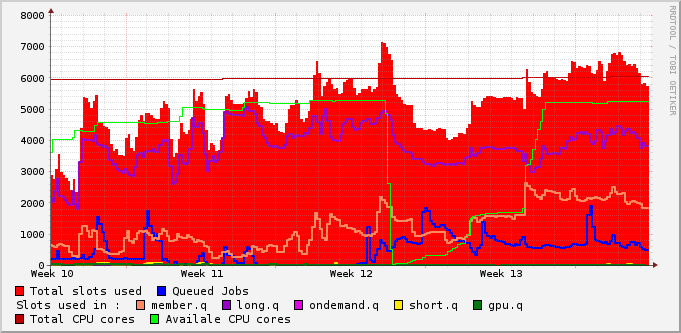 8000
7000
6000
5000
4000
3000
2000
1000
0
Week 10 Week 11 Week 12 Week 13
RRDTOOL / TOBI OETIKER
Total slots used Queued Jobs
Slots used in : member.q long.q ondemand.q short.q gpu.q
Total CPU cores Availale CPU cores